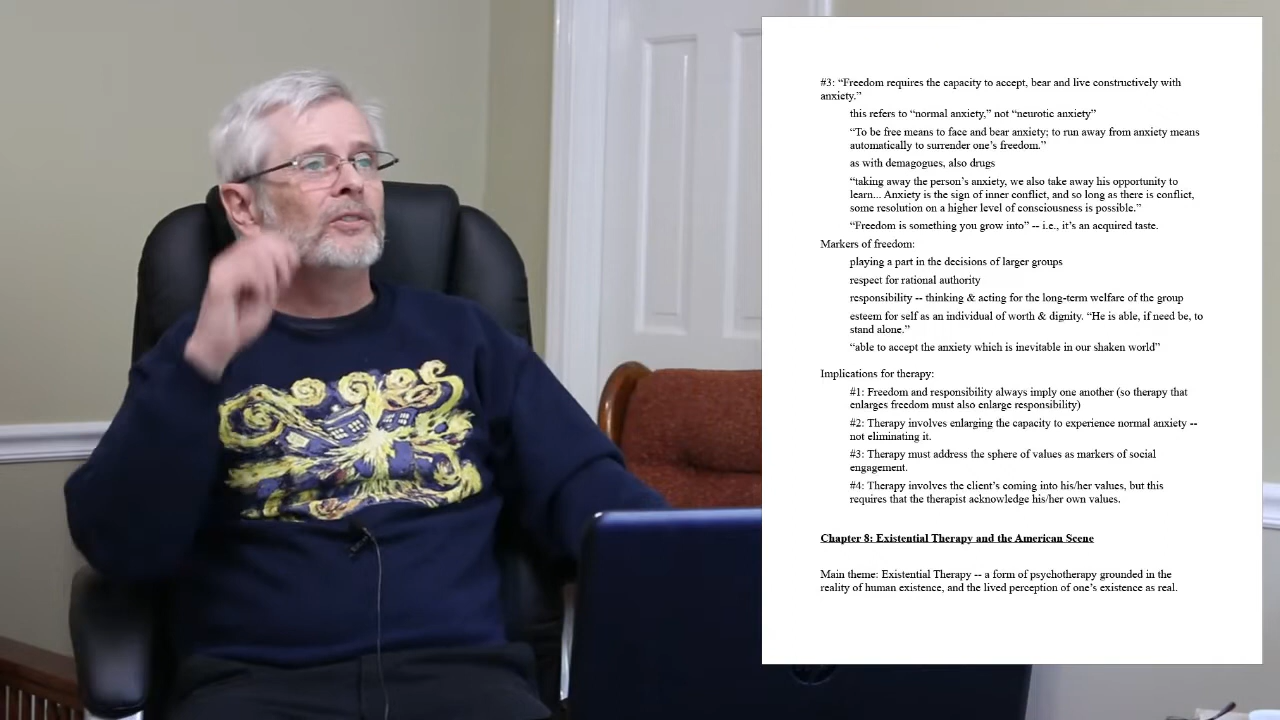 #3: “Freedom requires the capacity to accept, bear and live constructively with
anxiety.”
this refers to “normal anxiety,” not “neurotic anxiety”
“To be free means to face and bear anxiety; to run away from anxiety means
automatically to surrender one’s freedom.”
as with demagogues, also drugs
“taking away the person’s anxiety, we also take away his opportunity to
learn... Anxiety is the sign of inner conflict, and so long as there is conflict,
some resolution on a higher level of consciousness is possible.”
“Freedom is something you grow into” -- i.e., it’s an acquired taste.
Markers of freedom:
playing a part in the decisions of larger groups
respect for rational authority
responsibility -- thinking & acting for the long-term welfare of the group
esteem for self as an individual of worth & dignity. “He is able, if need be, to
stand alone.”
“able to accept the anxiety which is inevitable in our shaken world”
Implications for therapy:
#1: Freedom and responsibility always imply one another (so therapy that
enlarges freedom must also enlarge responsibility)
#2: Therapy involves enlarging the capacity to experience normal anxiety --
not eliminating it.
#3: Therapy must address the sphere of values as markers of social
engagement.
#4: Therapy involves the client’s coming into his/her values, but this
requires that the therapist acknowledge his/her own values.
Chapter 8: Existential Therapy and the American Scene
Main theme: Existential Therapy -- a form of psychotherapy grounded in the
reality of human existence, and the lived perception of one’s existence as real.